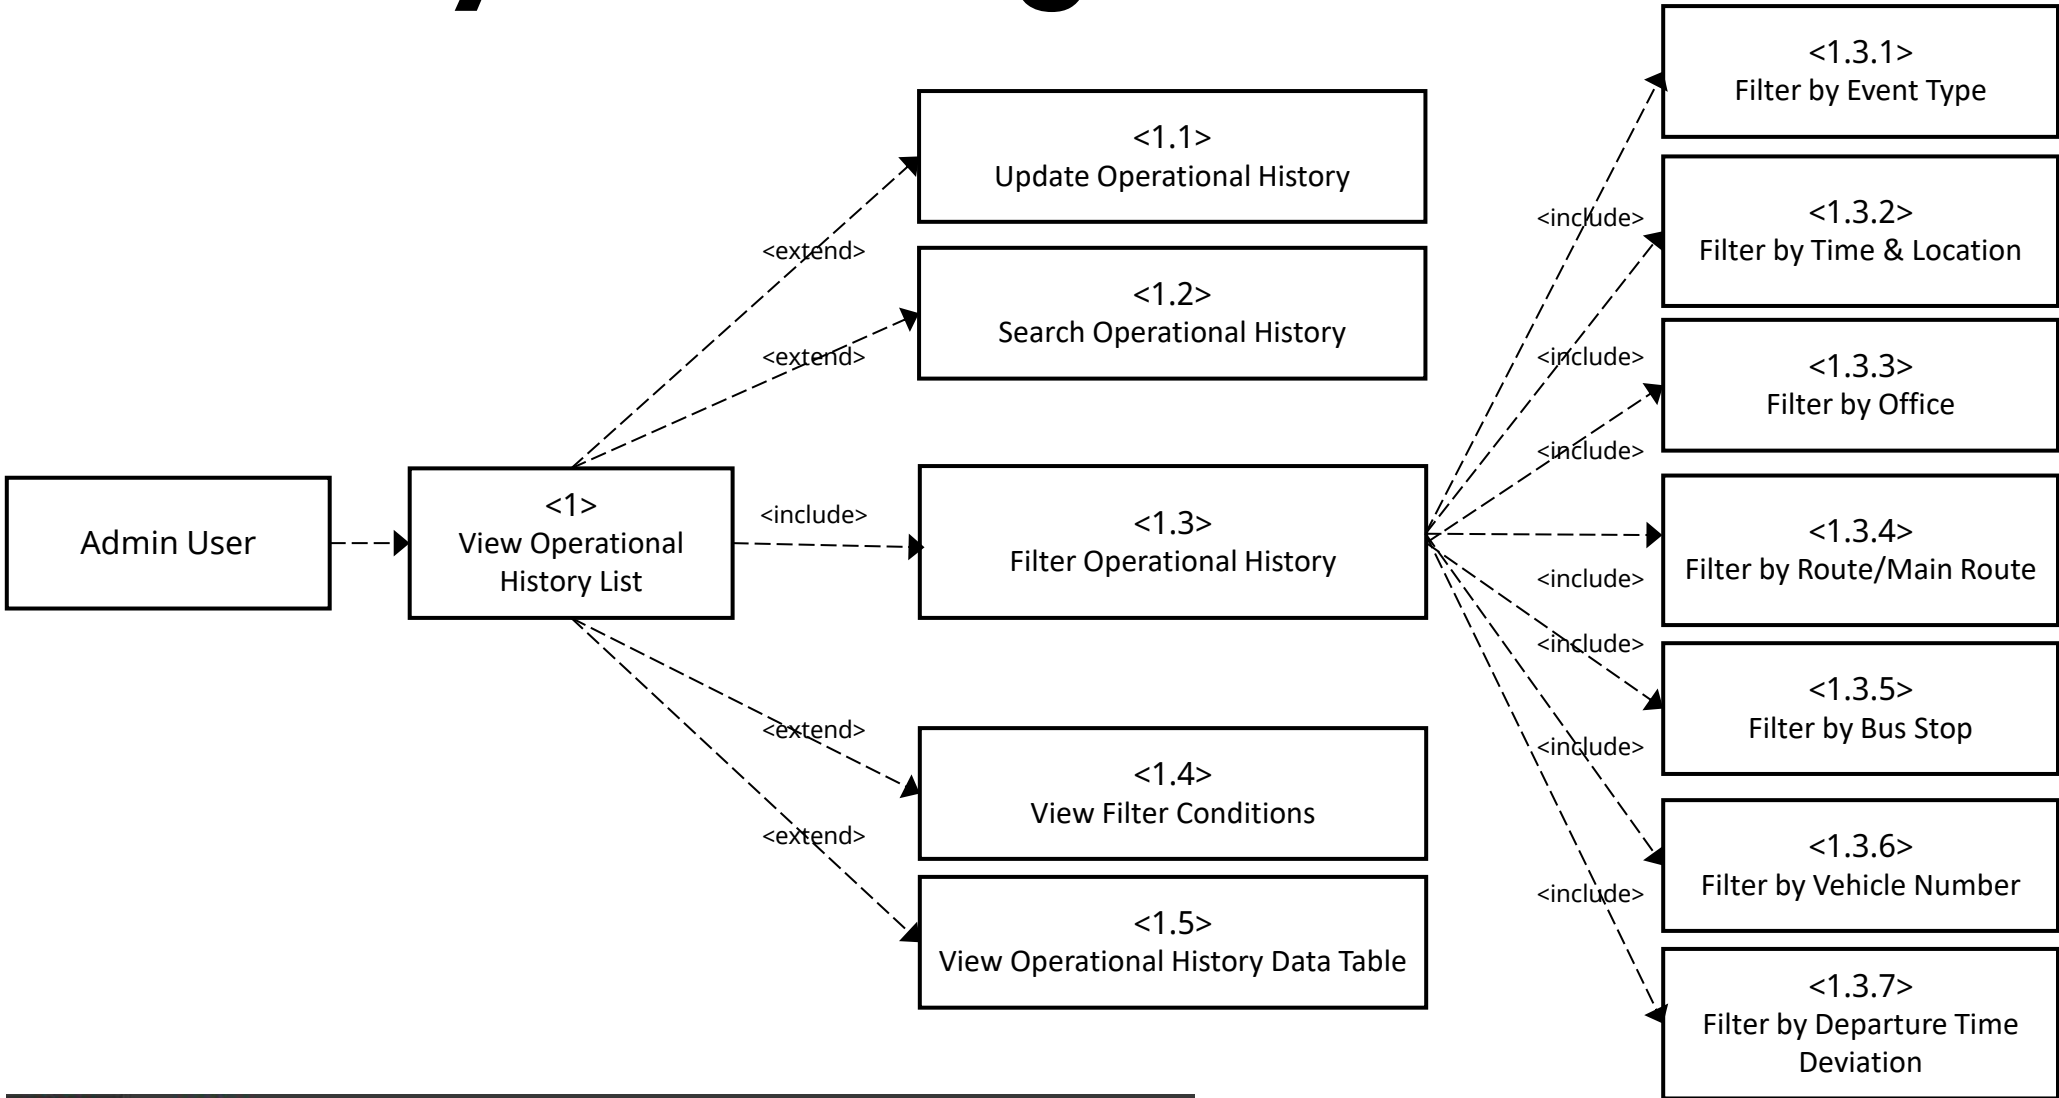 Admin User
<1>
View Operational
History List
<extend>
<extend>
<include>
<extend>
<extend>
<1.1>
Update Operational History
<1.2>
Search Operational History
<1.3>
Filter Operational History
<1.4>
View Filter Conditions
<1.5>
View Operational History Data Table
<include>
<include>
<include>
<include>
<include>
<include>
<include>
<1.3.1>
Filter by Event Type
<1.3.2>
Filter by Time & Location
<1.3.3>
Filter by Office
<1.3.4>
Filter by Route/Main Route
<1.3.5>
Filter by Bus Stop
<1.3.6>
Filter by Vehicle Number
<1.3.7>
Filter by Departure Time
Deviation